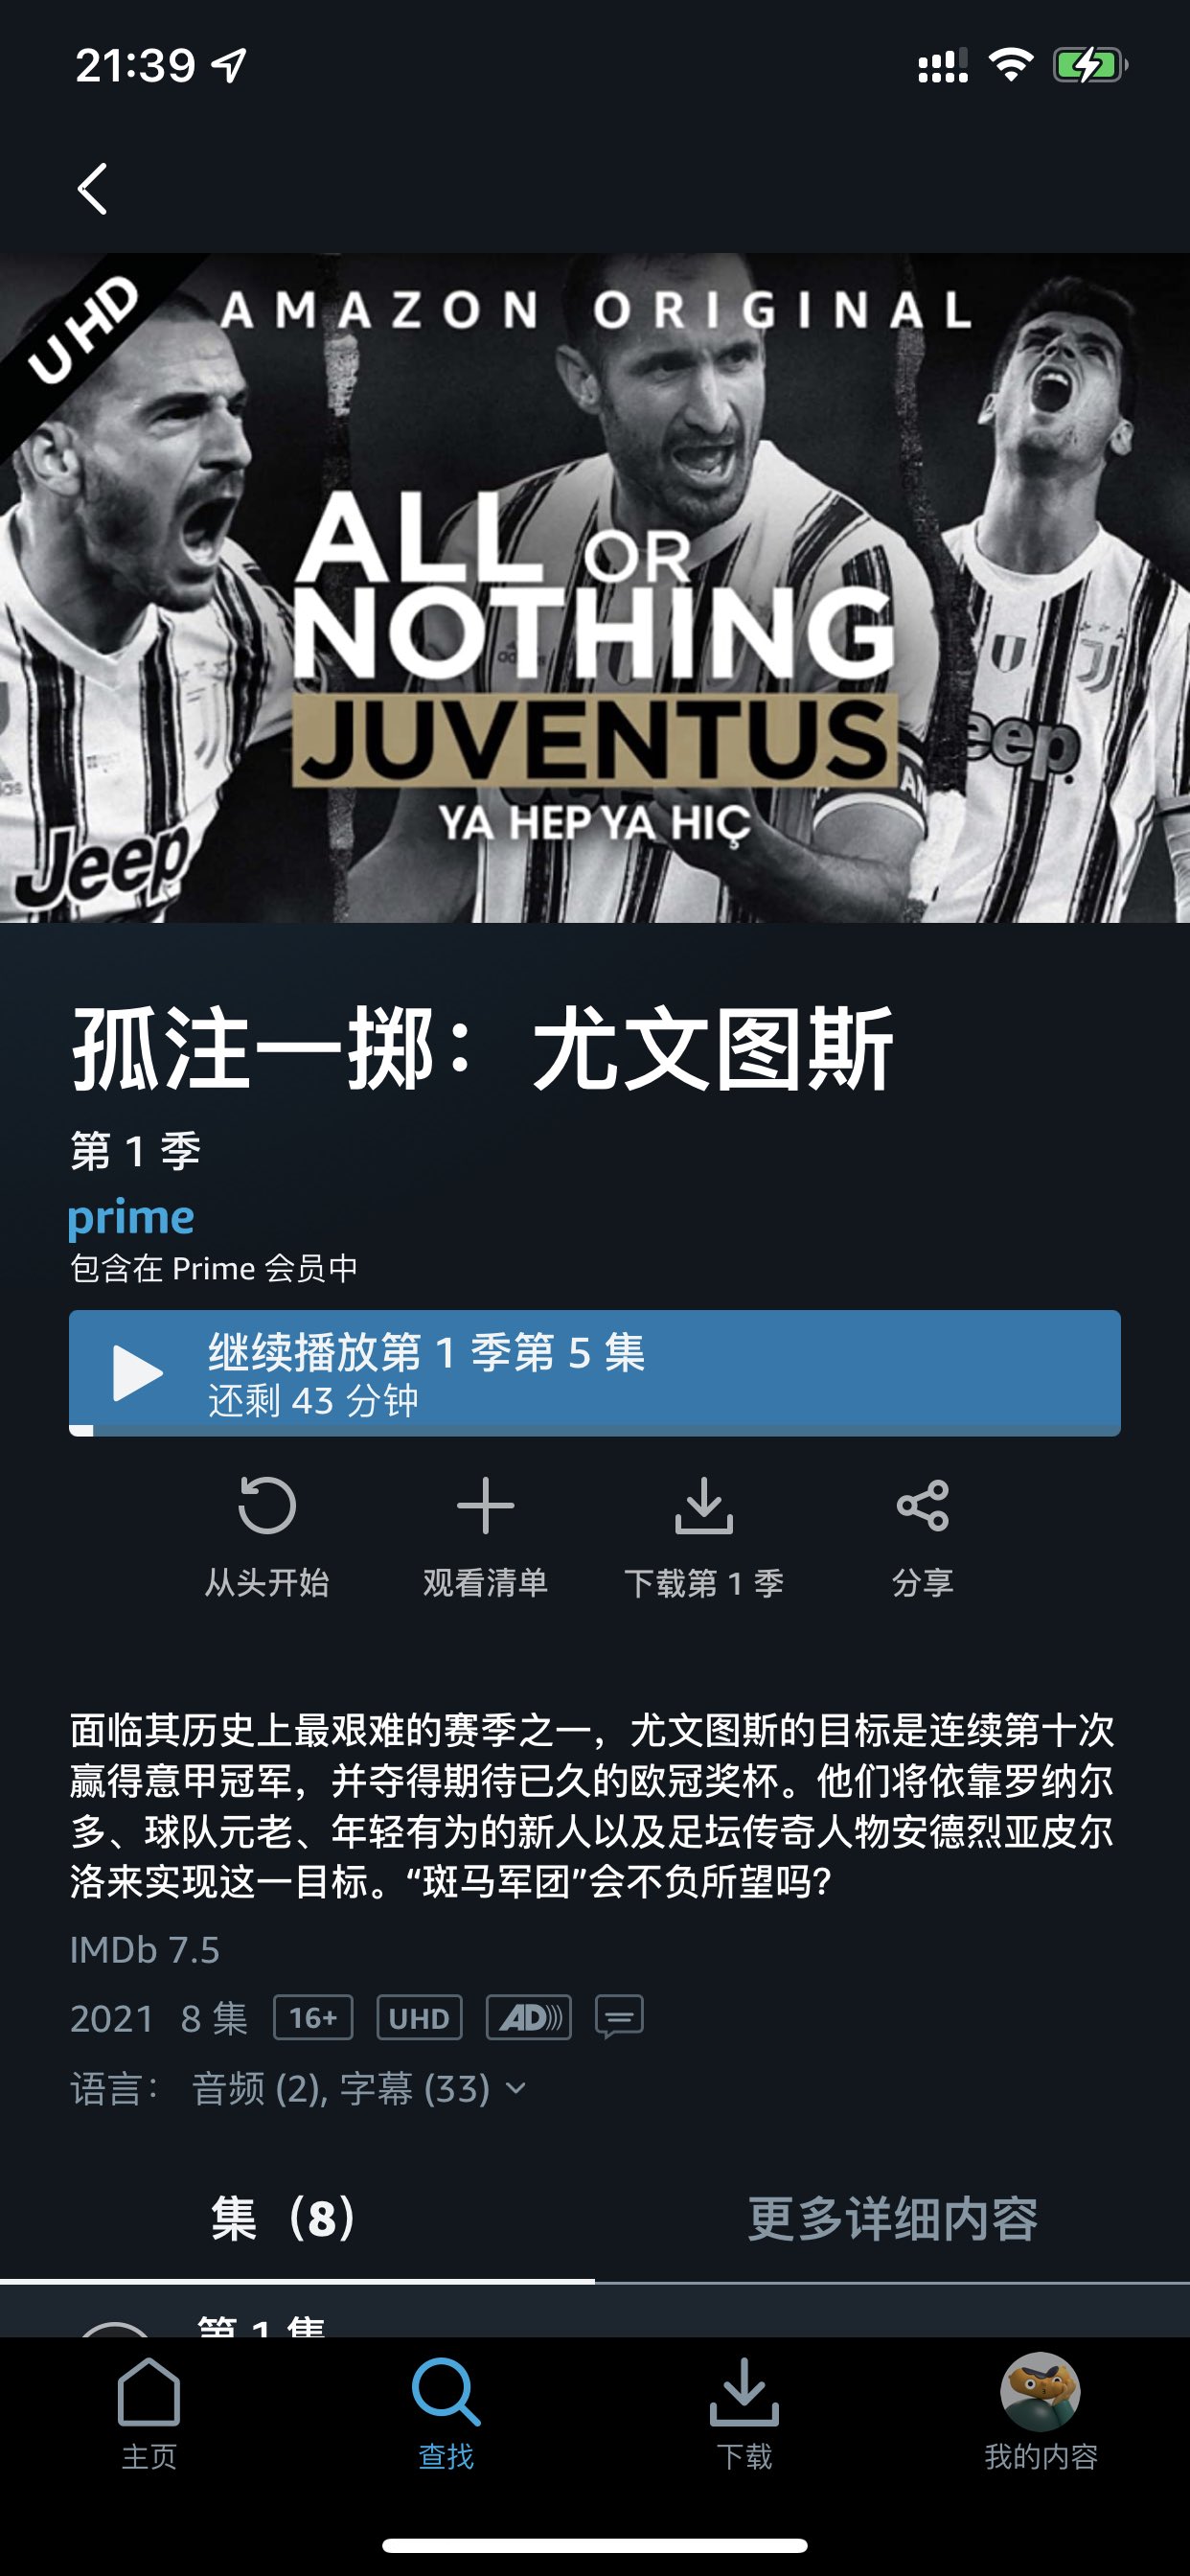 21:39
UHD
AMAZON ORIGINAL
ALL OR
NOTHING
JUVENTUS
YA HEP YA HIÇ
Jeep
eep
孤注一掷： 尤文图斯
第 1 季
prime
包含在 Prime 会员中
继续播放第 1 季第 5 集
还剩 43 分钟
从头开始 观看清单 下载第 1 季 分享
面临其历史上最艰难的赛季之一，尤文图斯的目标是连续第十次
赢得意甲冠军，并夺得期待已久的欧冠奖杯。他们将依靠罗纳尔
多、球队元老、年轻有为的新人以及足坛传奇人物安德烈亚皮尔
洛来实现这一目标。“斑马军团”会不负所望吗?
IMDb 7.5
2021 8 集 16+ UHD AD)))
语言： 音频 (2), 字幕 (33)
集（8） 更多详细内容
第 1 集
主页 查找 下载 我的内容